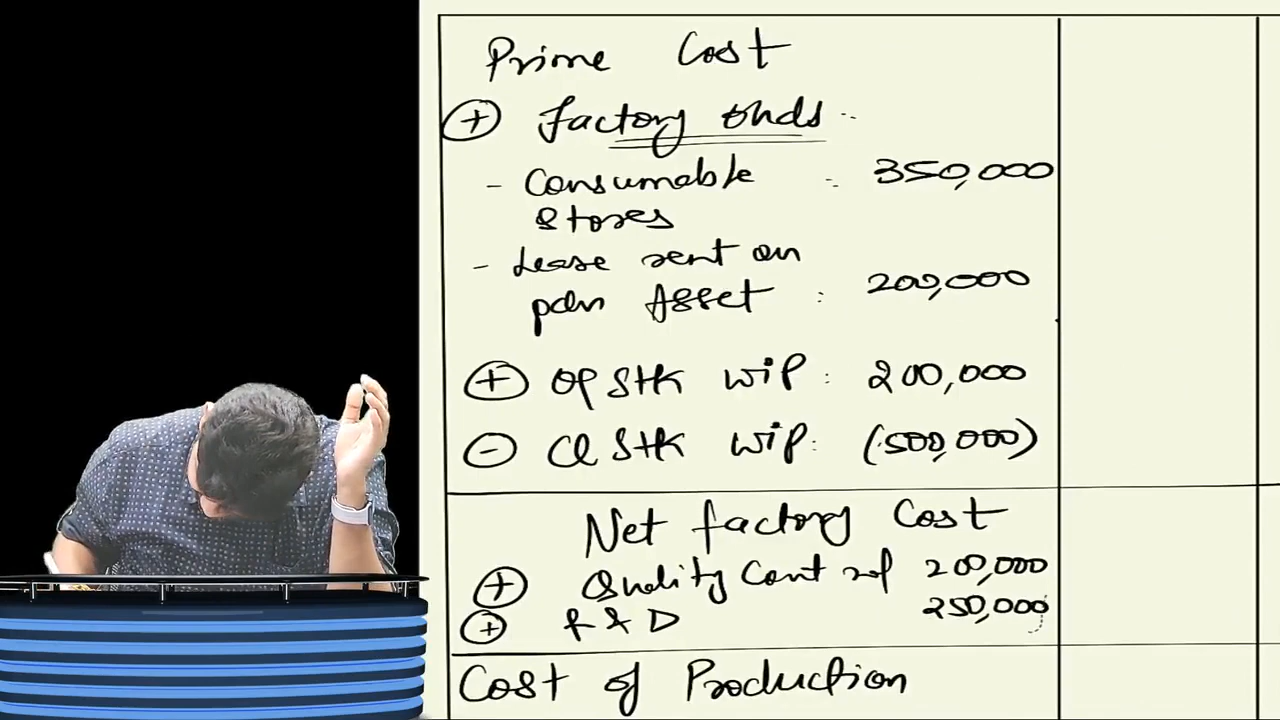 Prime Cost
+ factory ohds
- Consumable : 350,000
stores
- Lease rent on
pdn Asset : 200,000
+ OP Stk WIP : 200,000
- Cl Stk WIP : (500,000)
Net factory Cost
+ Quality Control 200,000
+ R & D 250,000
Cost of Production